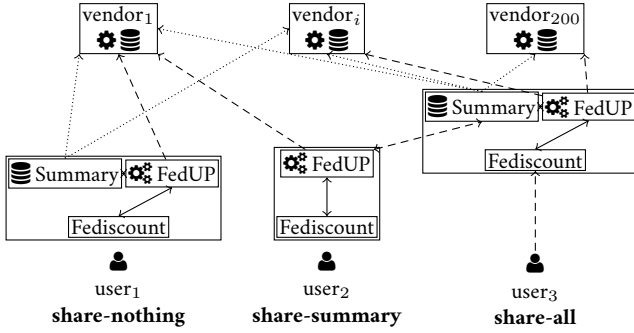 vendor₁ vendorᵢ vendor₂₀₀
Summary FedUP
Fediscount
Summary FedUP
Fediscount
FedUP
Fediscount
user₁ user₂ user₃
share-nothing share-summary share-all